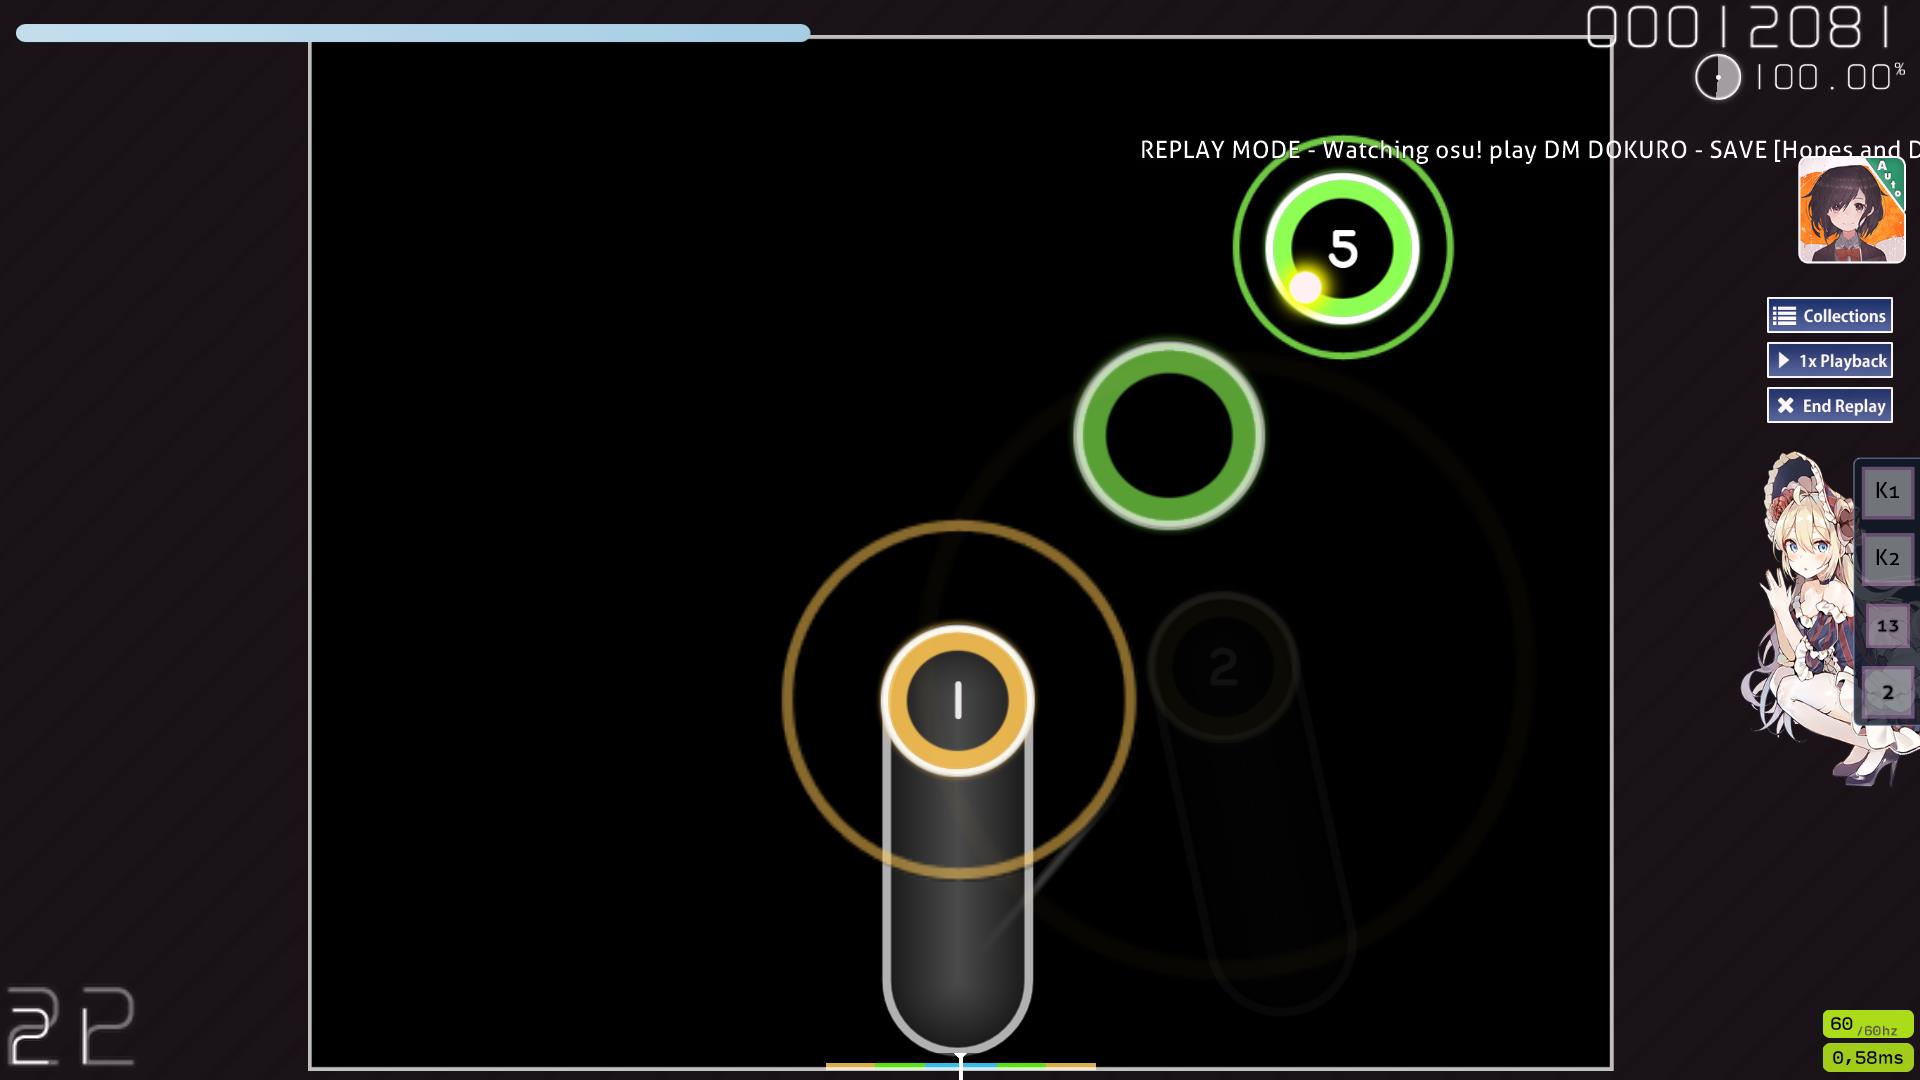 00012081
100.00%
REPLAY MODE - Watching osu! play DM DOKURO - SAVE [Hopes and D
Auto
5
Collections
1x Playback
End Replay
K1
K2
1
2
13
2
60 /60hz
0,58ms